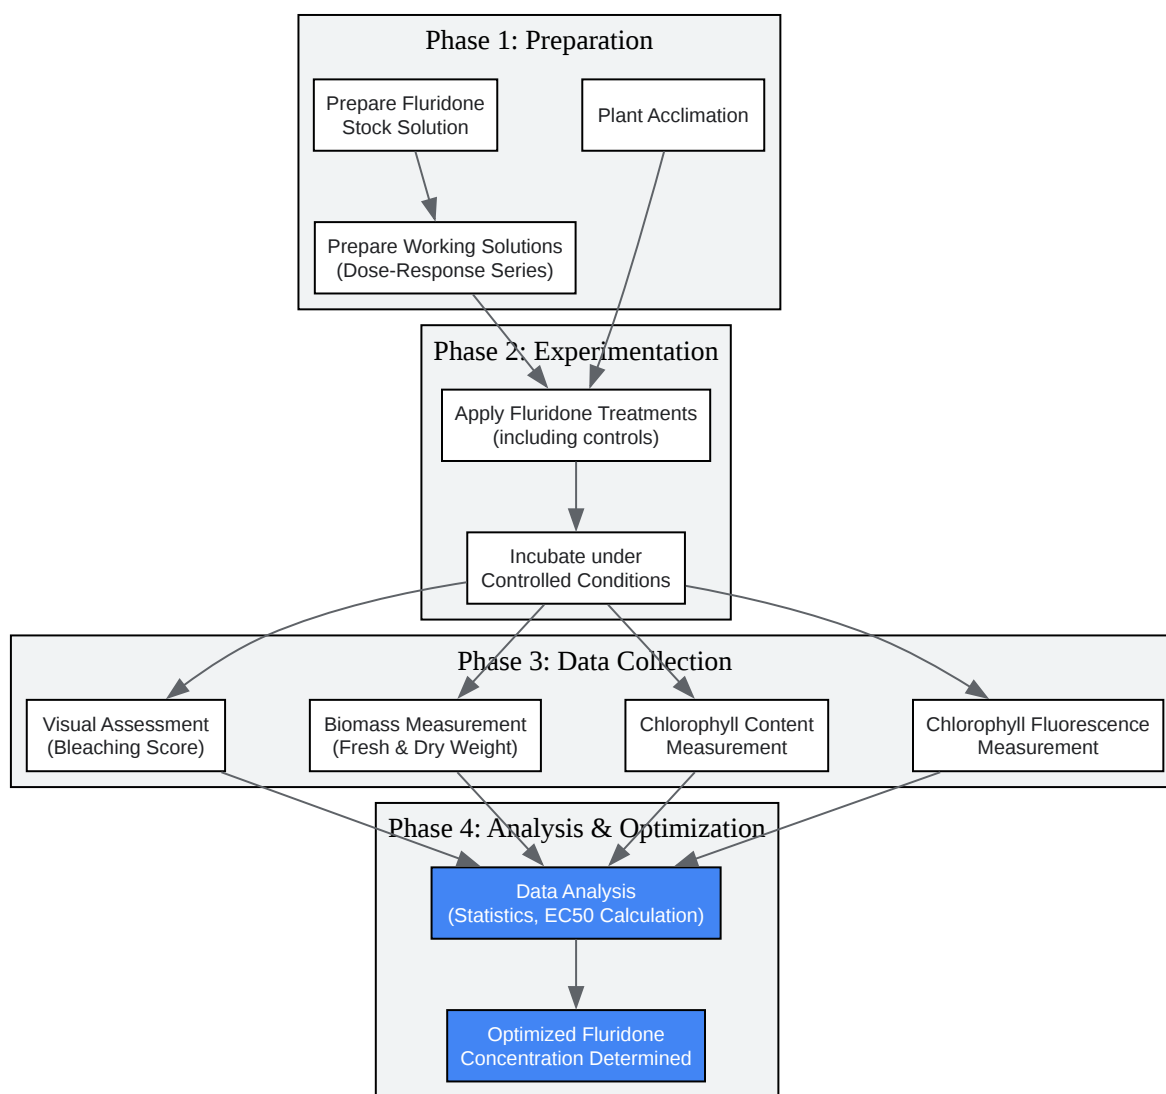 Phase 1: Preparation
Prepare Fluridone
Stock Solution
Plant Acclimation
Prepare Working Solutions
(Dose-Response Series)
Phase 2: Experimentation
Apply Fluridone Treatments
(including controls)
Incubate under
Controlled Conditions
Phase 3: Data Collection
Visual Assessment
(Bleaching Score)
Biomass Measurement
(Fresh & Dry Weight)
Chlorophyll Content
Measurement
Chlorophyll Fluorescence
Measurement
Phase 4: Analysis & Optimization
Data Analysis
(Statistics, EC50 Calculation)
Optimized Fluridone
Concentration Determined